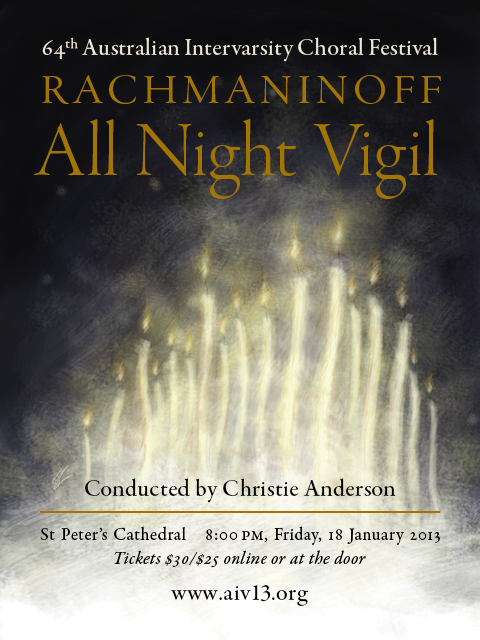 64th Australian Intervarsity Choral Festival
RACHMANINOFF
All Night Vigil
Conducted by Christie Anderson
St Peter's Cathedral 8:00 PM, Friday, 18 January 2013
Tickets $30/$25 online or at the door
www.aiv13.org